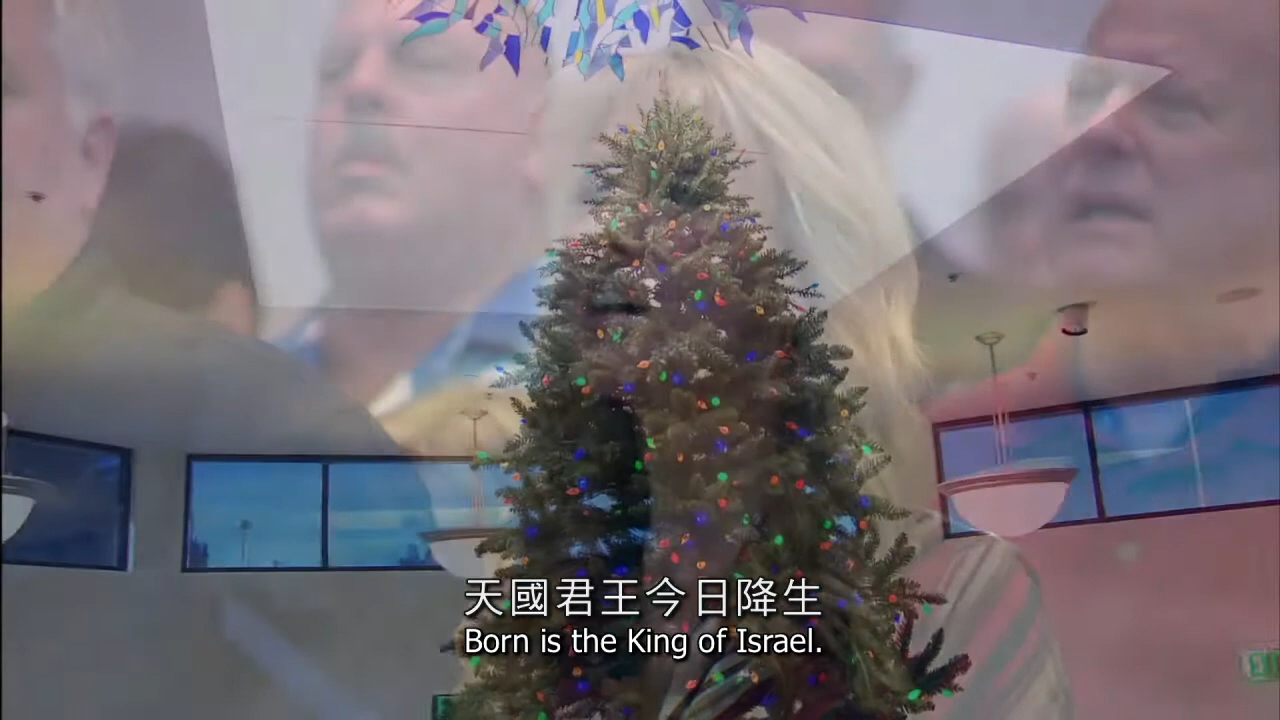 天國君王今日降生
Born is the King of Israel.